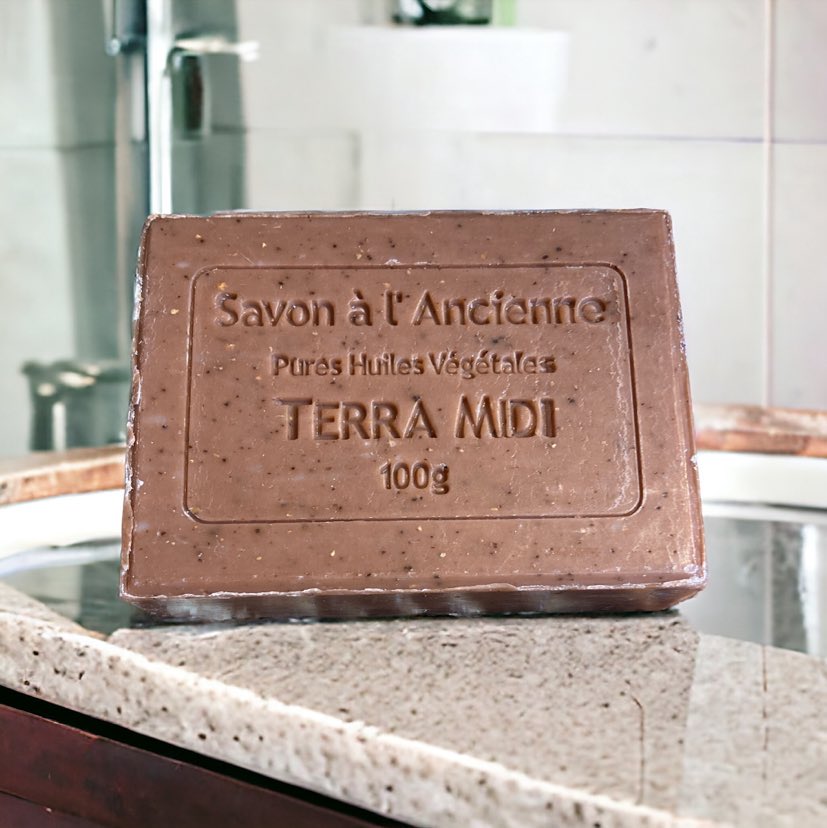 Savon à l'Ancienne
Pures Huiles Végétales
TERRA MIDI
100g